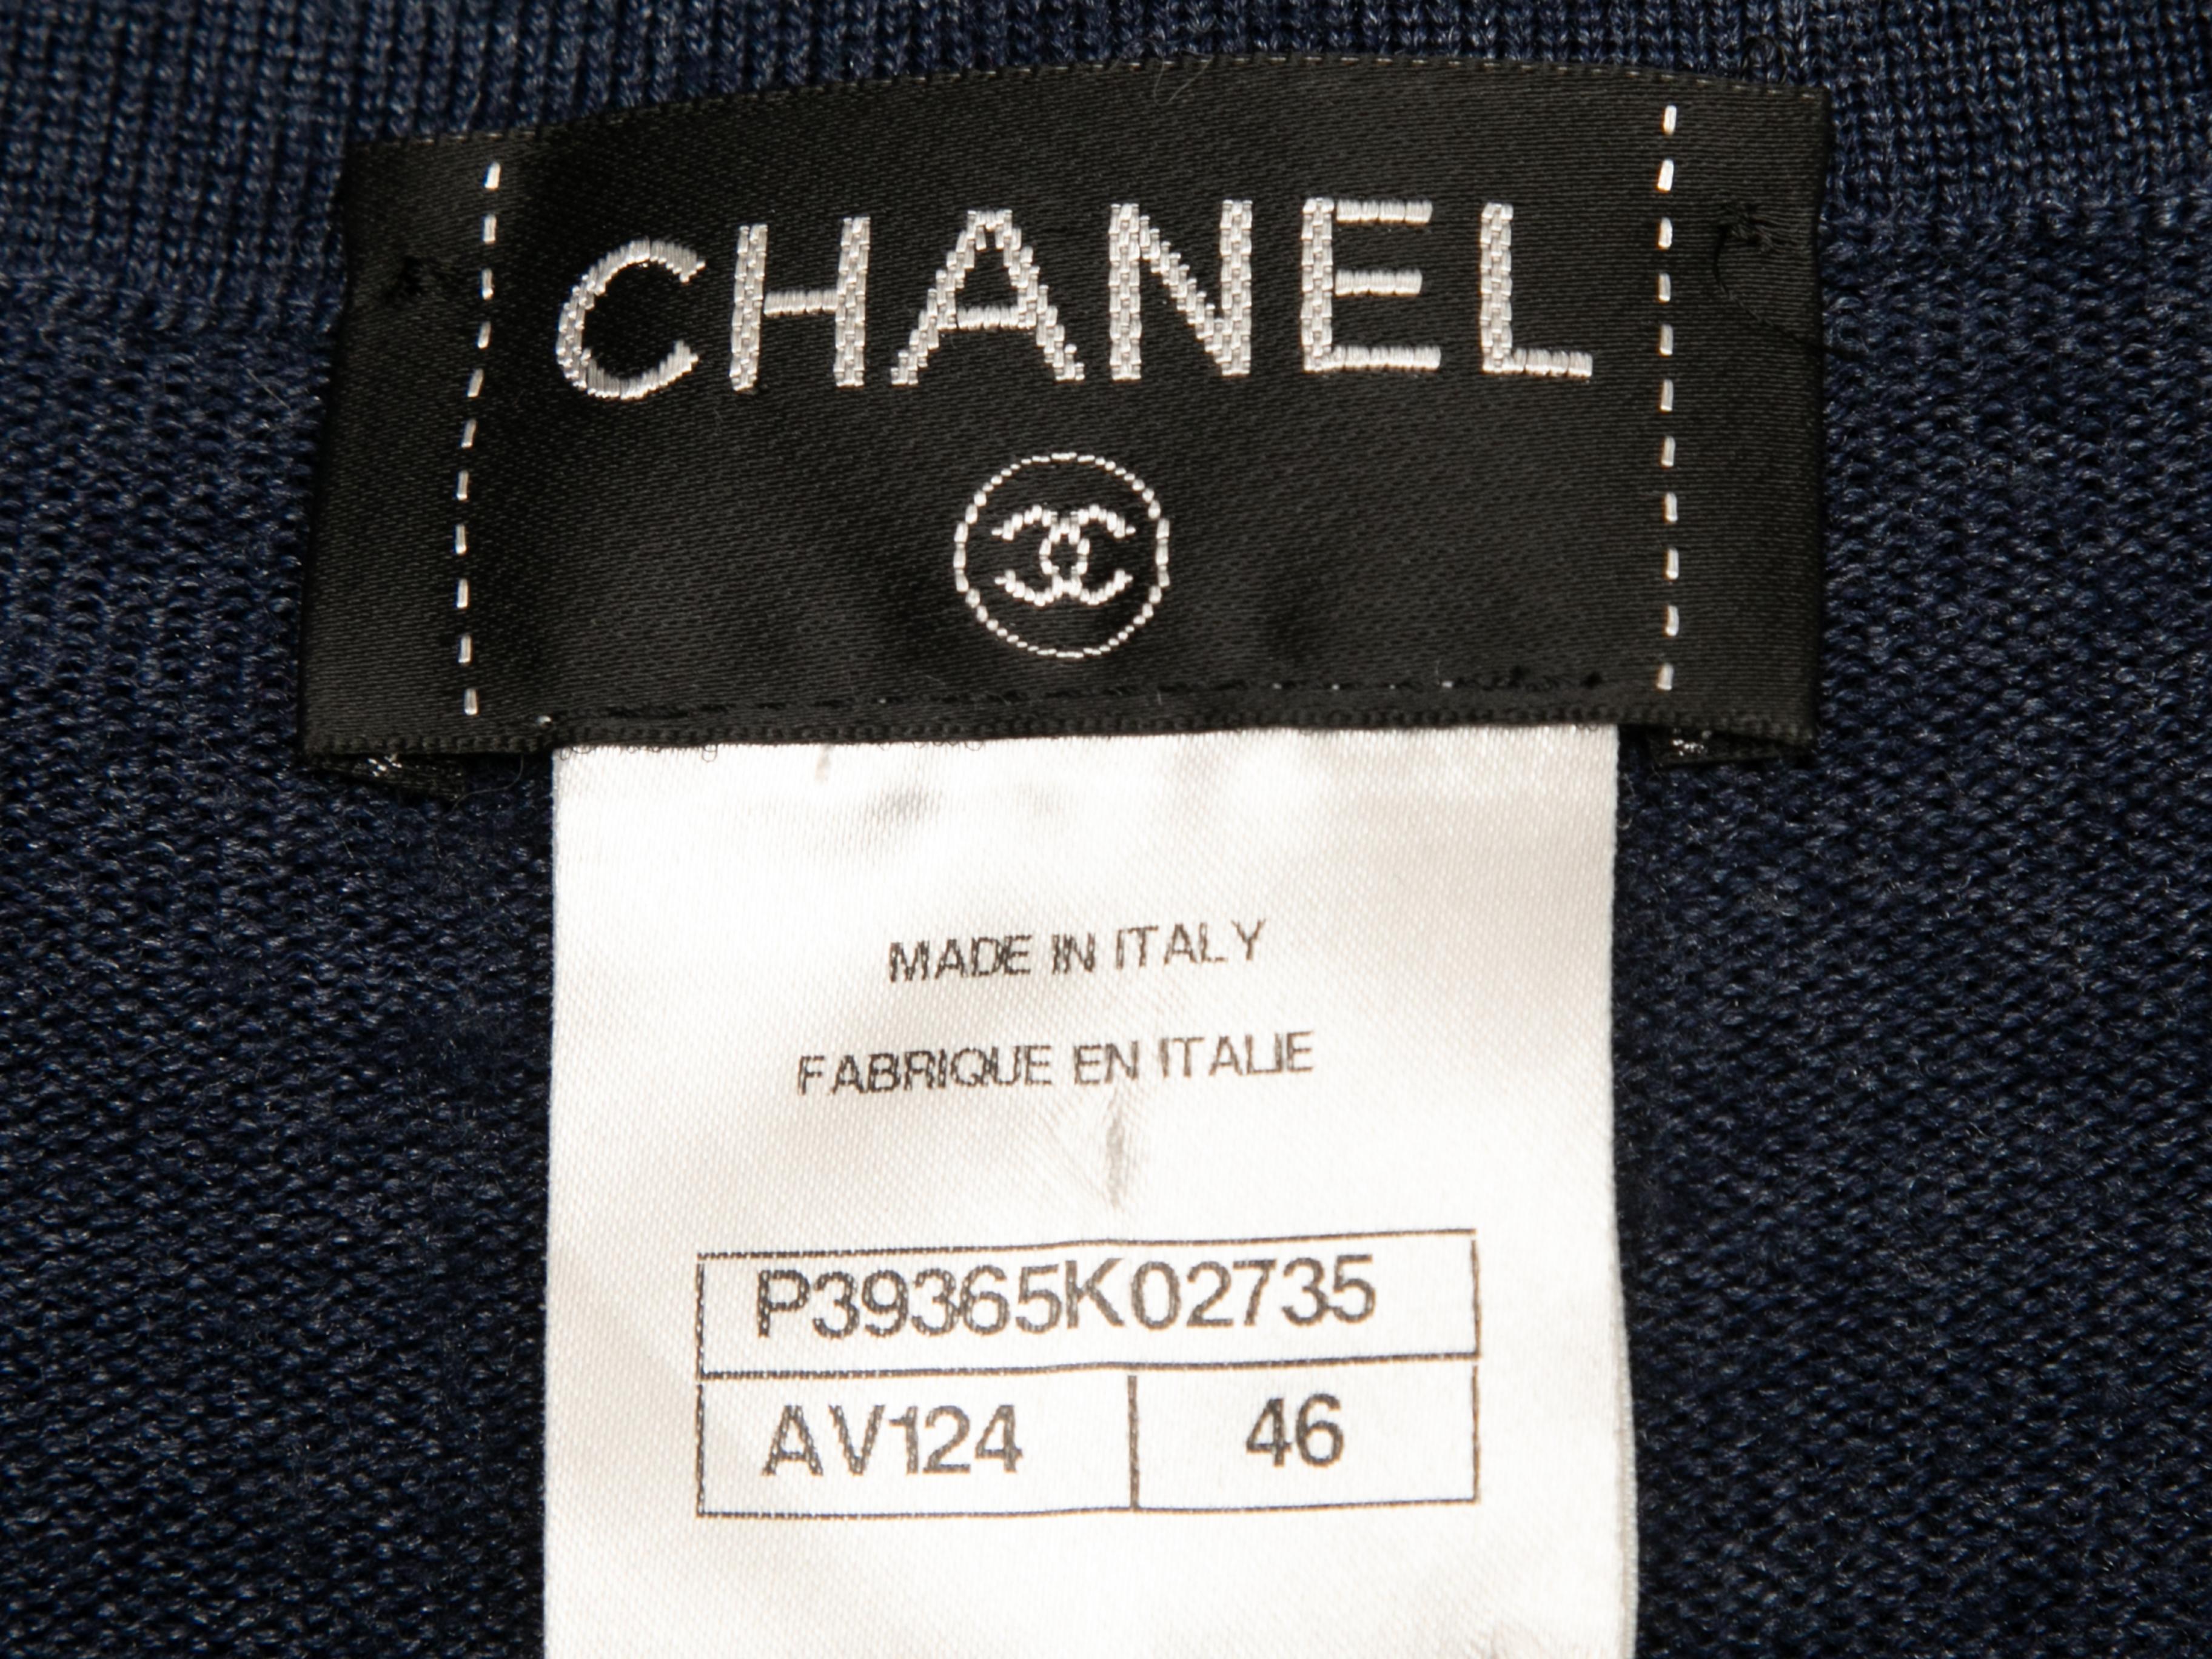 CHANEL
MADE IN ITALY
FABRIQUE EN ITALIE
P39365K02735
AV124 46